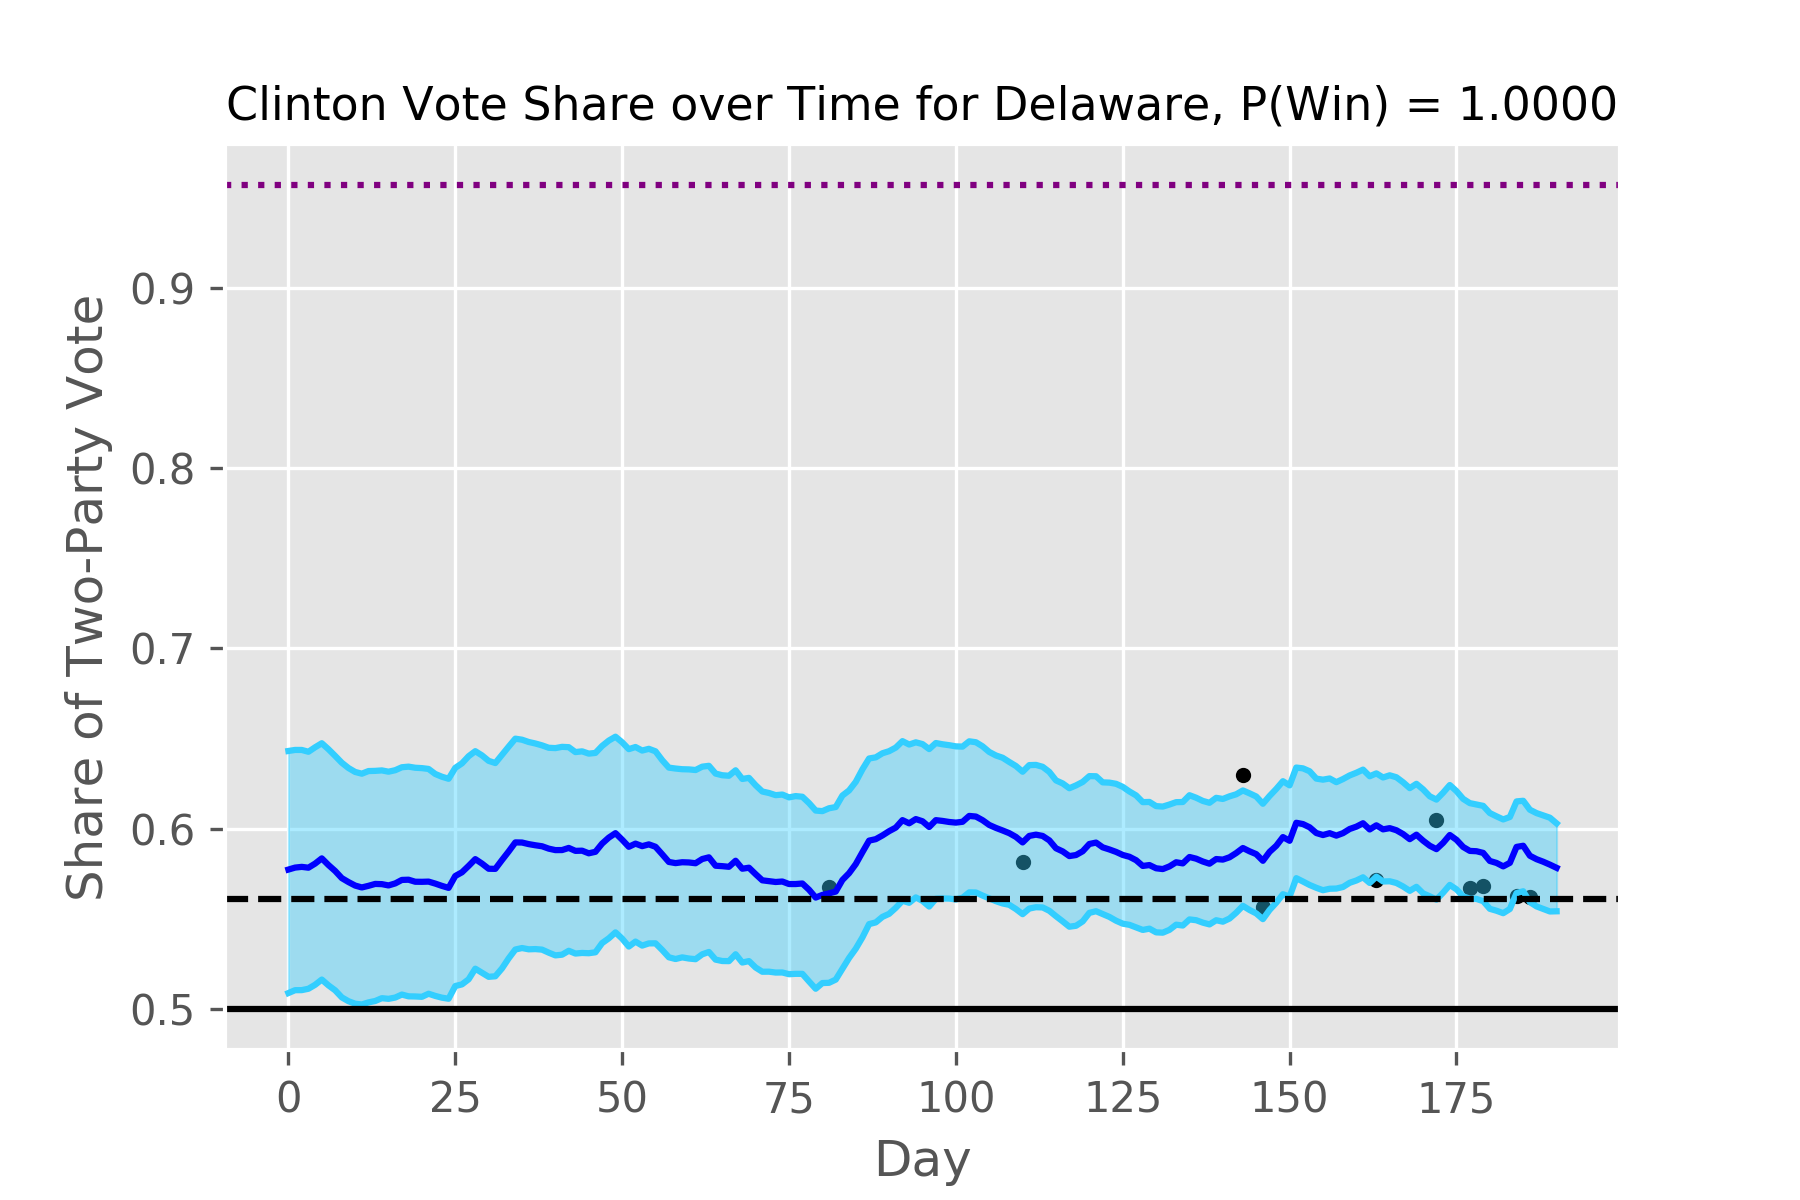 Clinton Vote Share over Time for Delaware, P(Win) = 1.0000
Share of Two-Party Vote
0.9
0.8
0.7
0.6
0.5
0 25 50 75 100 125 150 175
Day